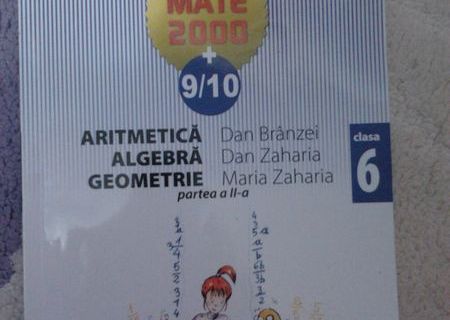 MATE
2000
+
9/10
ARITMETICĂ Dan Brânzei
ALGEBRĂ Dan Zaharia
GEOMETRIE Maria Zaharia
partea a II-a
clasa
6